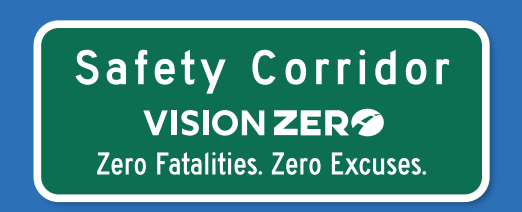 Safety Corridor
VISION ZERO
Zero Fatalities. Zero Excuses.